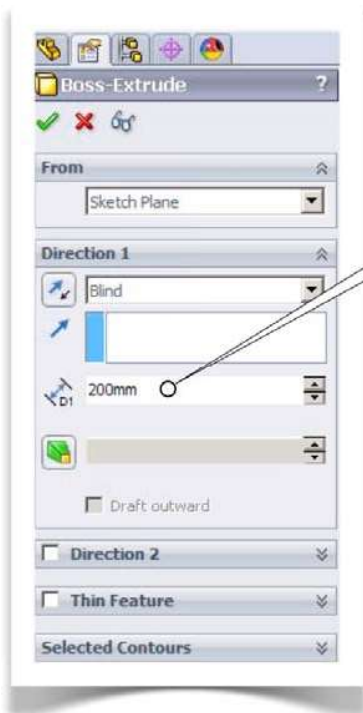 Boss-Extrude ?
From
Sketch Plane
Direction 1
Blind
D1 200mm
Draft outward
Direction 2
Thin Feature
Selected Contours